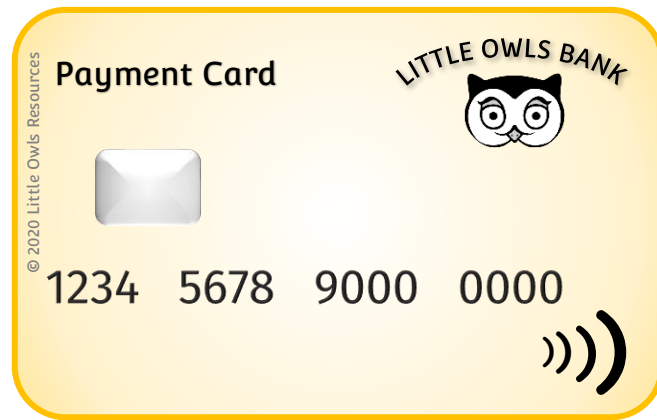 LITTLE OWLS BANK
Payment Card
© 2020 Little Owls Resources
1234 5678 9000 0000